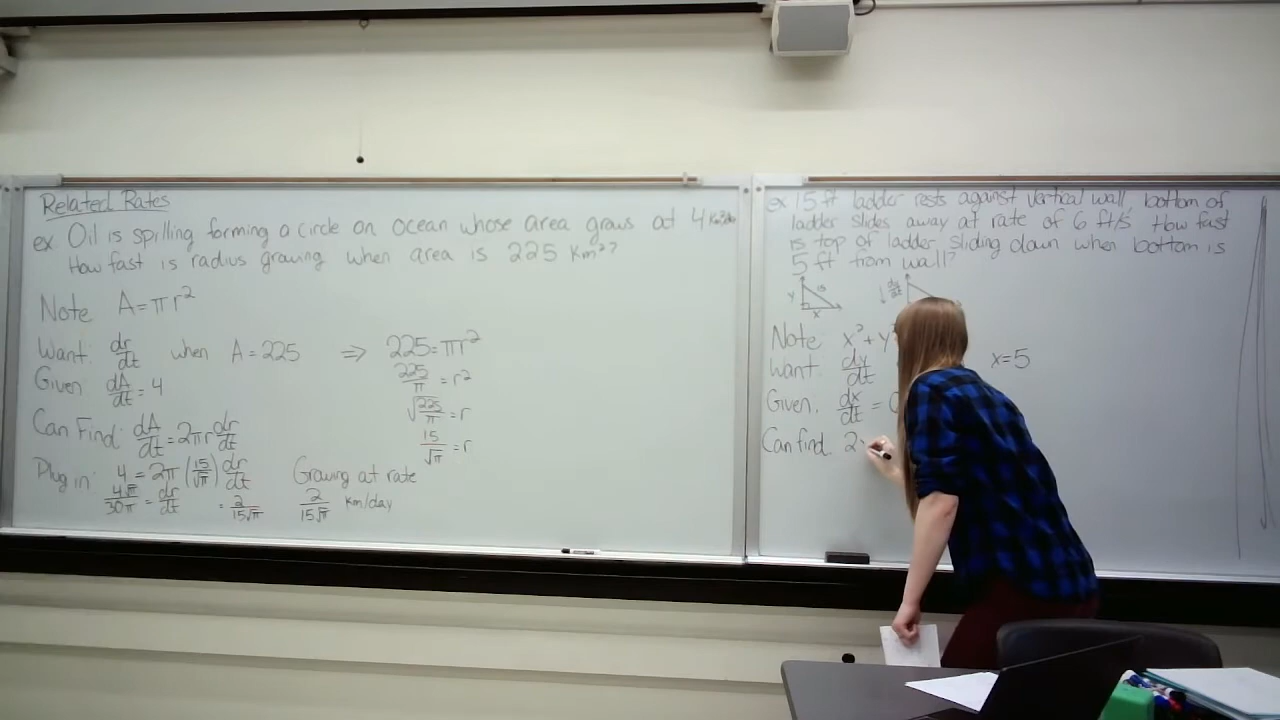 Related Rates
ex Oil is spilling forming a circle on ocean whose area grows at 4
How fast is radius growing when area is 225 km²?
Note A=πr²
Want: dr/dt when A=225 ⇒ 225=πr²
225/π = r²
Given dA/dt = 4
√(225/π) = r
Can Find: dA/dt = 2πr dr/dt
15/√π = r
Plug in: 4 = 2π (15/√π) dr/dt
Growing at rate
4√π/30π = dr/dt = 2/15√π
2/15√π km/day
ex 15 ft ladder rests against vertical wall, bottom of
ladder slides away at rate of 6 ft/s How fast
is top of ladder sliding down when bottom is
5 ft from wall?
y 15 x
↓ dy/dt
Note x² + y
Want: dy/dt x=5
Given: dx/dt =
Can find 2